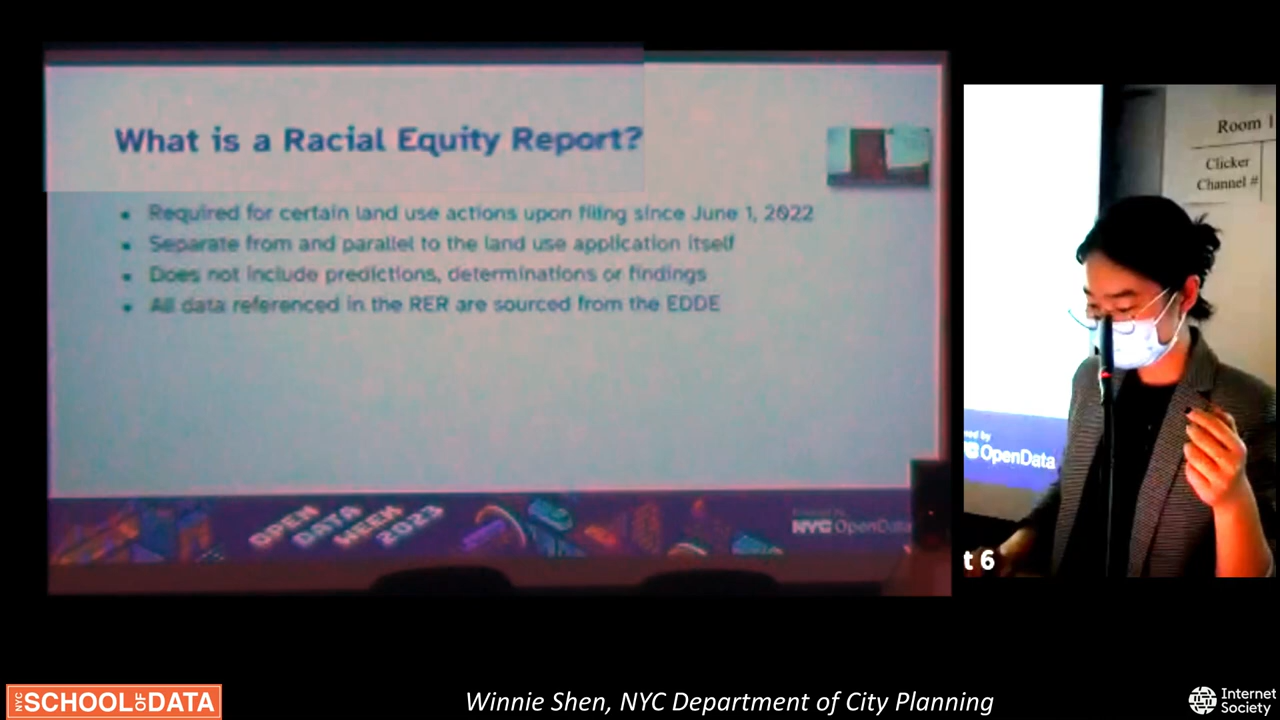 What is a Racial Equity Report?
• Required for certain land use actions upon filing since June 1, 2022
• Separate from and parallel to the land use application itself
• Does not include predictions, determinations or findings
• All data referenced in the RER are sourced from the EDDE
OPEN
DATA
WEEK
2023
NYC OpenData
Room 1
Clicker
Channel #
OpenData
t 6
NYC SCHOOL OF DATA
Winnie Shen, NYC Department of City Planning
Internet
Society